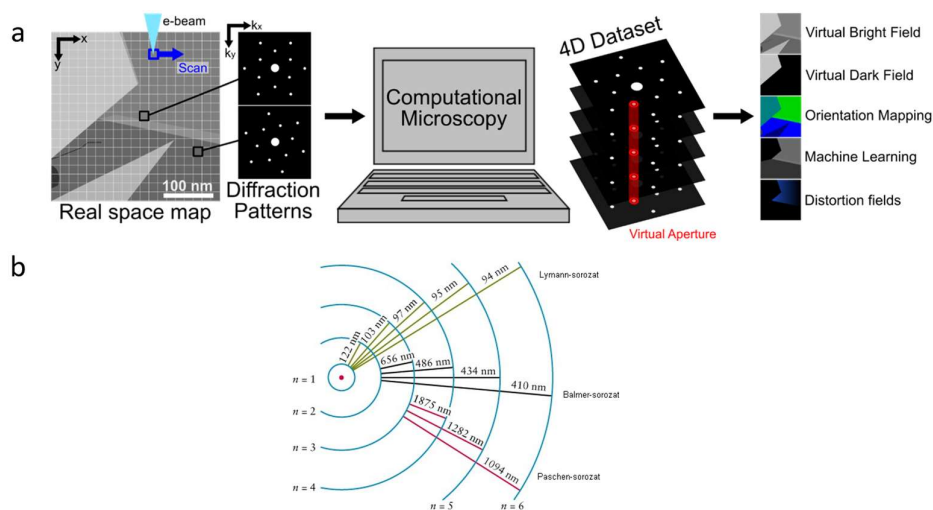 a
e-beam
x
y
Scan
100 nm
Real space map
kx
ky
Diffraction
Patterns
Computational
Microscopy
4D Dataset
Virtual Aperture
Virtual Bright Field
Virtual Dark Field
Orientation Mapping
Machine Learning
Distortion fields
b
122 nm
103 nm
97 nm
95 nm
94 nm
Lymann-sorozat
656 nm
486 nm
434 nm
410 nm
Balmer-sorozat
1875 nm
1282 nm
1094 nm
Paschen-sorozat
n = 1
n = 2
n = 3
n = 4
n = 5
n = 6